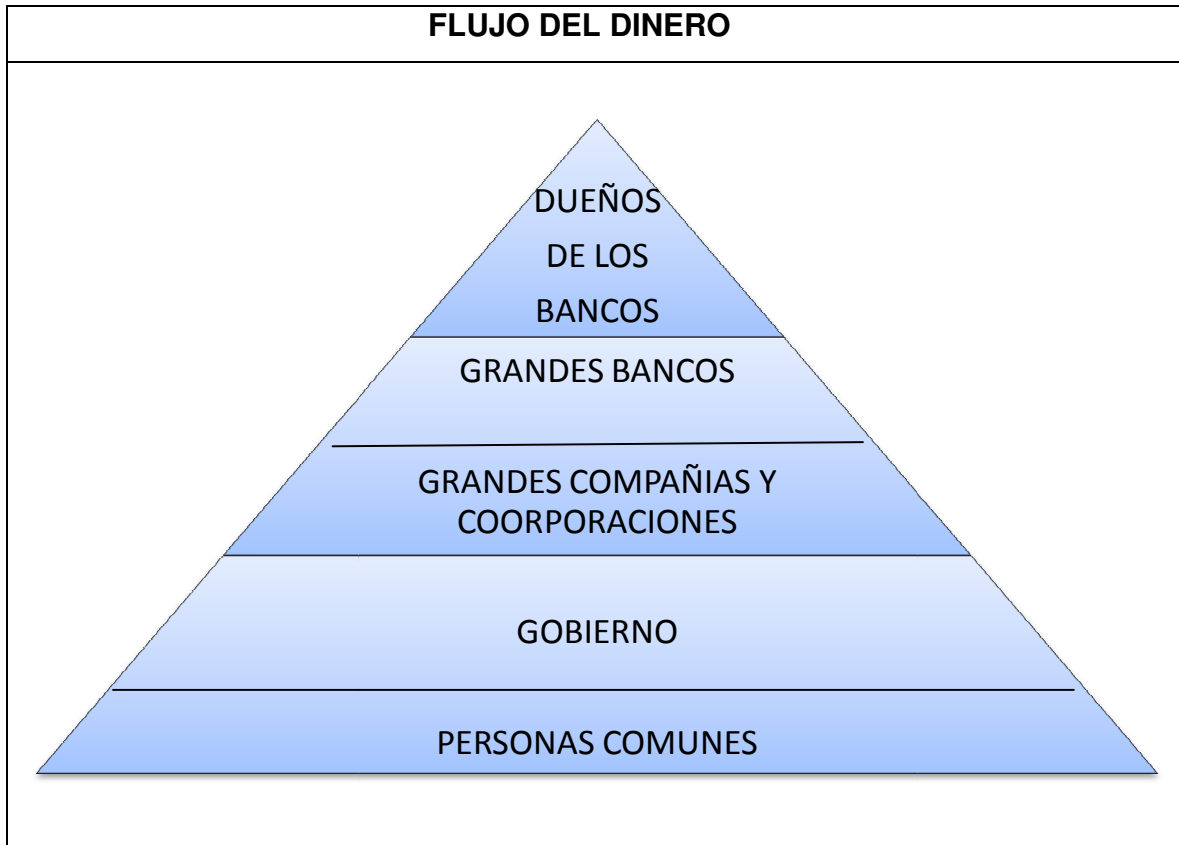 FLUJO DEL DINERO
DUEÑOS
DE LOS
BANCOS
GRANDES BANCOS
GRANDES COMPAÑIAS Y
COORPORACIONES
GOBIERNO
PERSONAS COMUNES